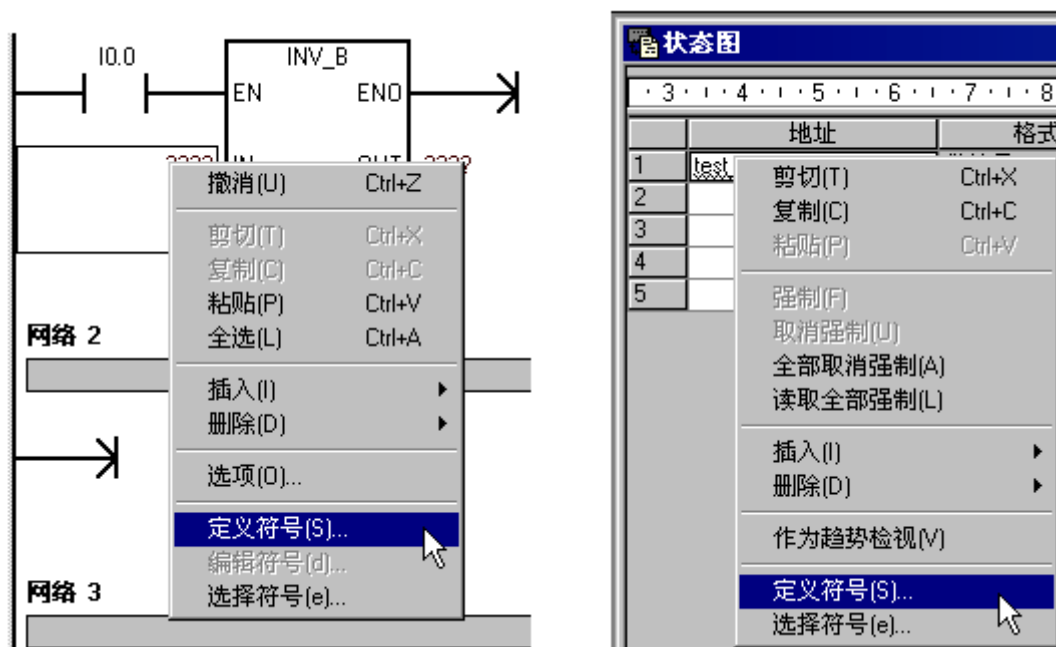 I0.0
INV_B
EN ENO
???? IN OUT ????
撤消(U) Ctrl+Z
剪切(T) Ctrl+X
复制(C) Ctrl+C
粘贴(P) Ctrl+V
全选(L) Ctrl+A
插入(I)
删除(D)
选项(O)...
定义符号(S)...
编辑符号(d)...
选择符号(e)...
网络 2
网络 3
状态图
· 3 · ı · 4 · ı · 5 · ı · 6 · ı · 7 · ı · 8
地址 格式
1 test_
2
3
4
5
剪切(T) Ctrl+X
复制(C) Ctrl+C
粘贴(P) Ctrl+V
强制(F)
取消强制(U)
全部取消强制(A)
读取全部强制(L)
插入(I)
删除(D)
作为趋势检视(V)
定义符号(S)...
选择符号(e)...